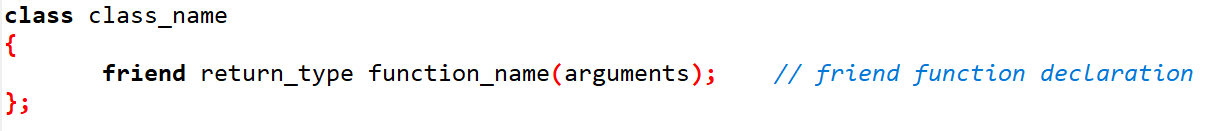 class class_name
{
friend return_type function_name(arguments); // friend function declaration
};